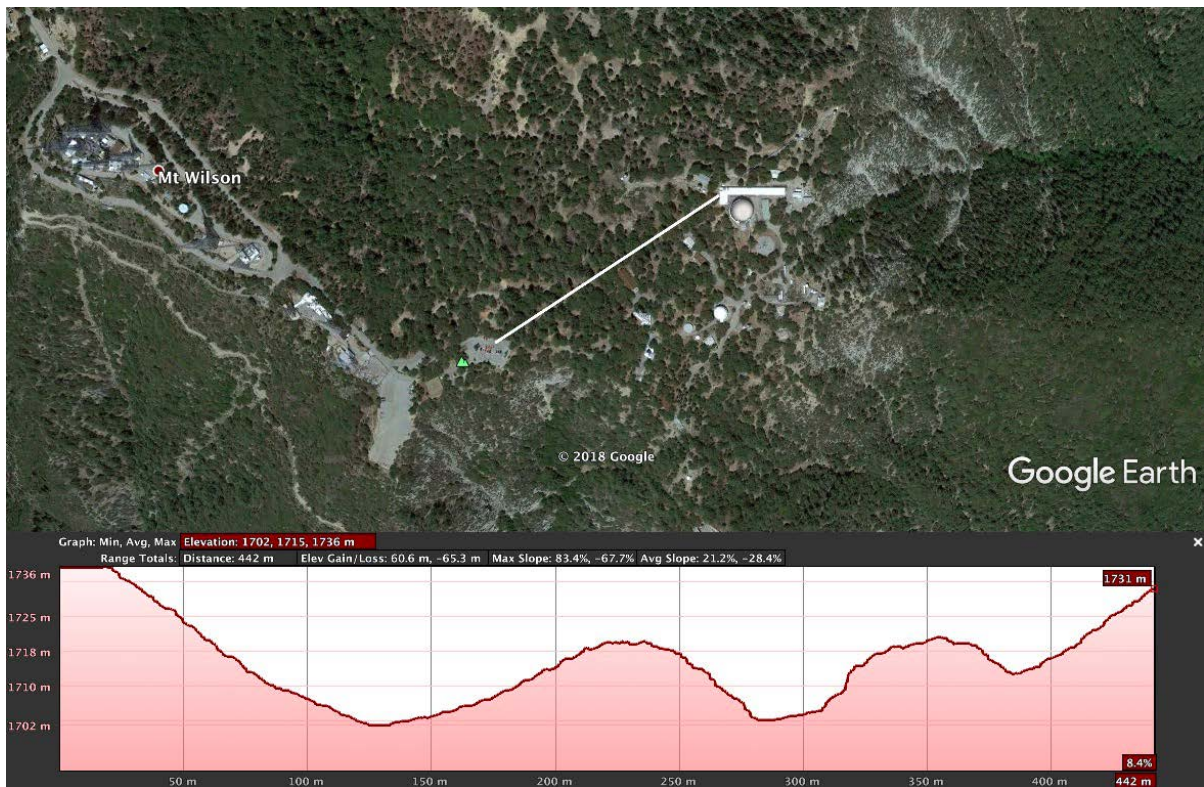 Mt Wilson
© 2018 Google
Google Earth
Graph: Min, Avg, Max Elevation: 1702, 1715, 1736 m
Range Totals: Distance: 442 m Elev Gain/Loss: 60.6 m, -65.3 m Max Slope: 83.4%, -67.7% Avg Slope: 21.2%, -28.4%
1736 m
1731 m
1725 m
1718 m
1710 m
1702 m
8.4%
50 m 100 m 150 m 200 m 250 m 300 m 350 m 400 m 442 m